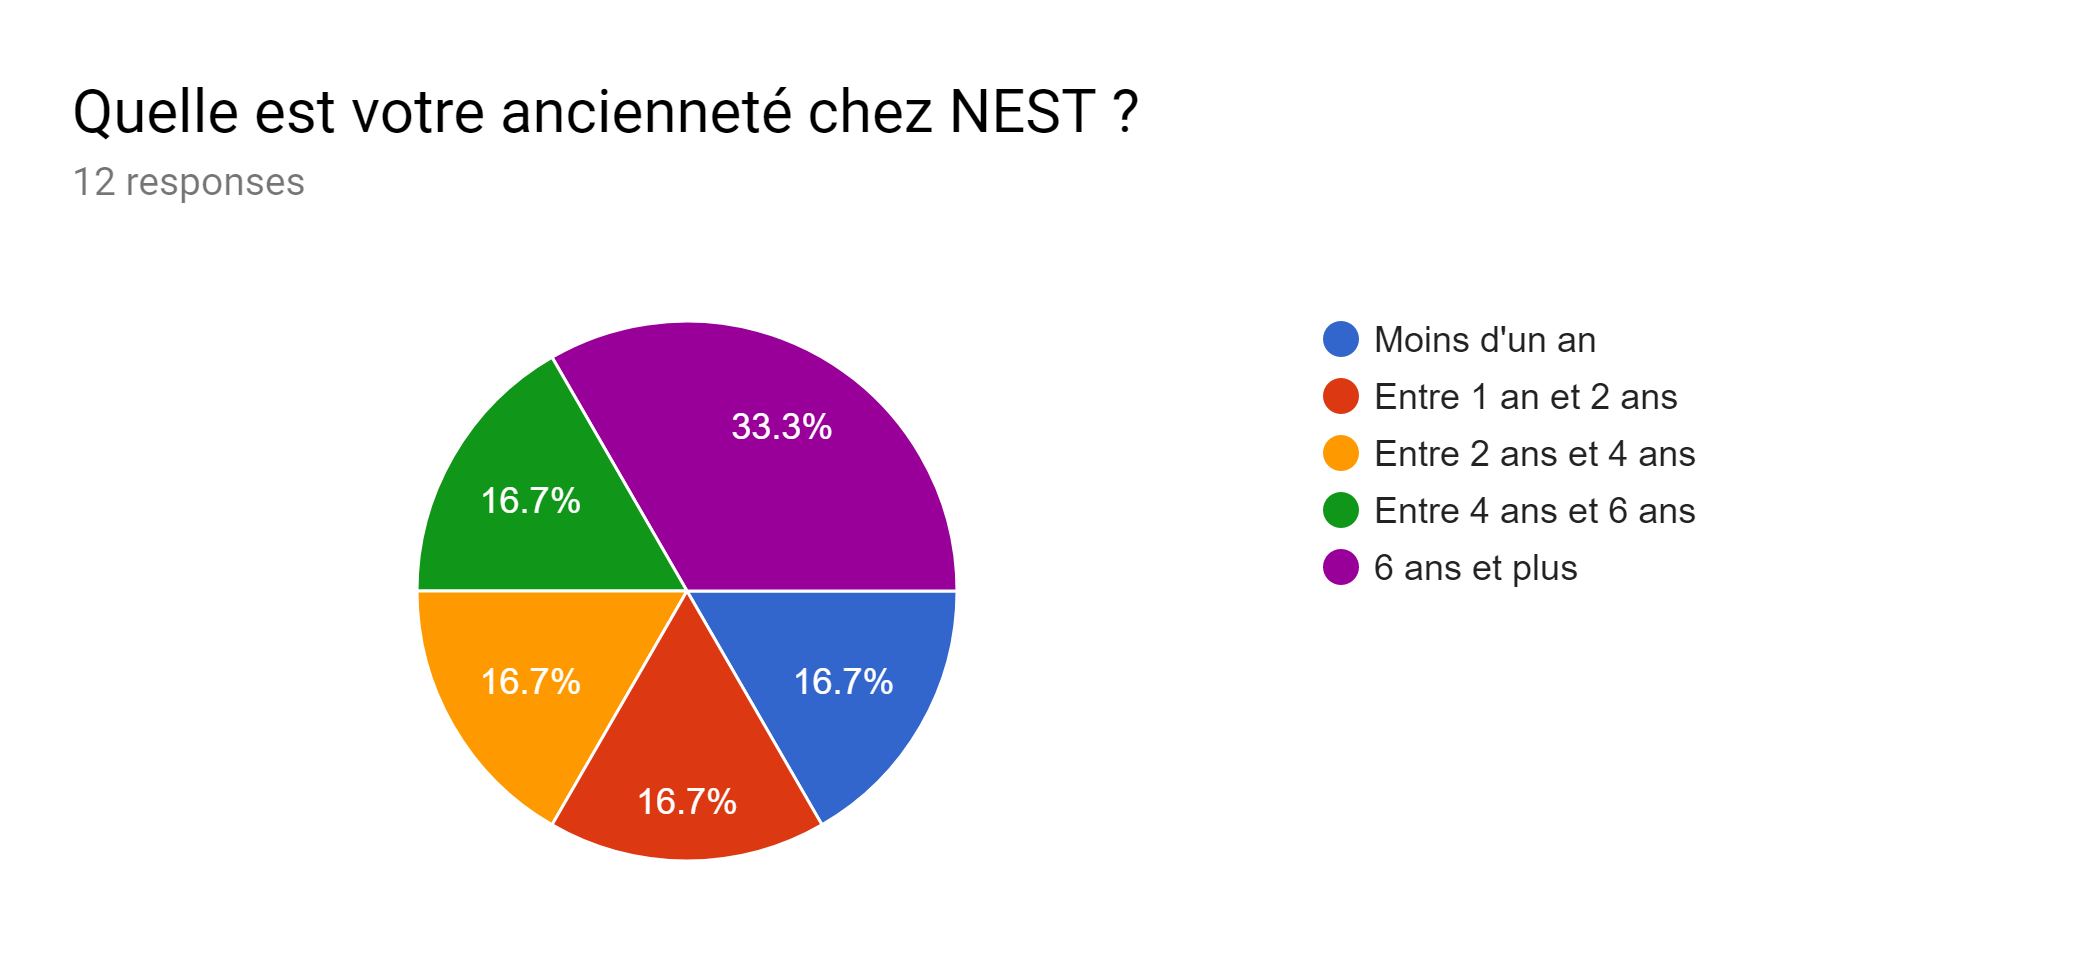 Quelle est votre ancienneté chez NEST ?
12 responses
33.3%
16.7%
16.7%
16.7%
16.7%
Moins d'un an
Entre 1 an et 2 ans
Entre 2 ans et 4 ans
Entre 4 ans et 6 ans
6 ans et plus